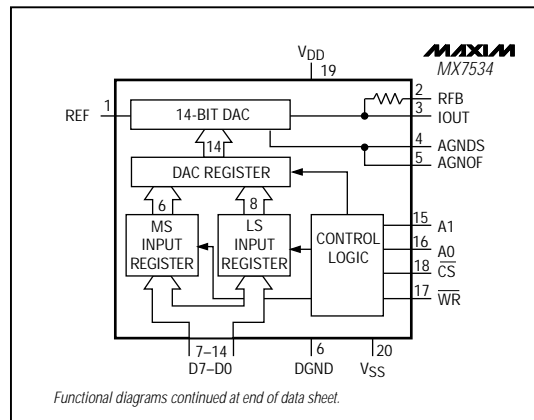 VDD
19
MAXIM
MX7534
REF
1
14-BIT DAC
2
RFB
3
IOUT
4
AGNDS
5
AGNOF
14
DAC REGISTER
6
8
MS
INPUT
REGISTER
LS
INPUT
REGISTER
CONTROL
LOGIC
15
A1
16
A0
18
CS
17
WR
7–14
D7–D0
6
DGND
20
VSS
Functional diagrams continued at end of data sheet.